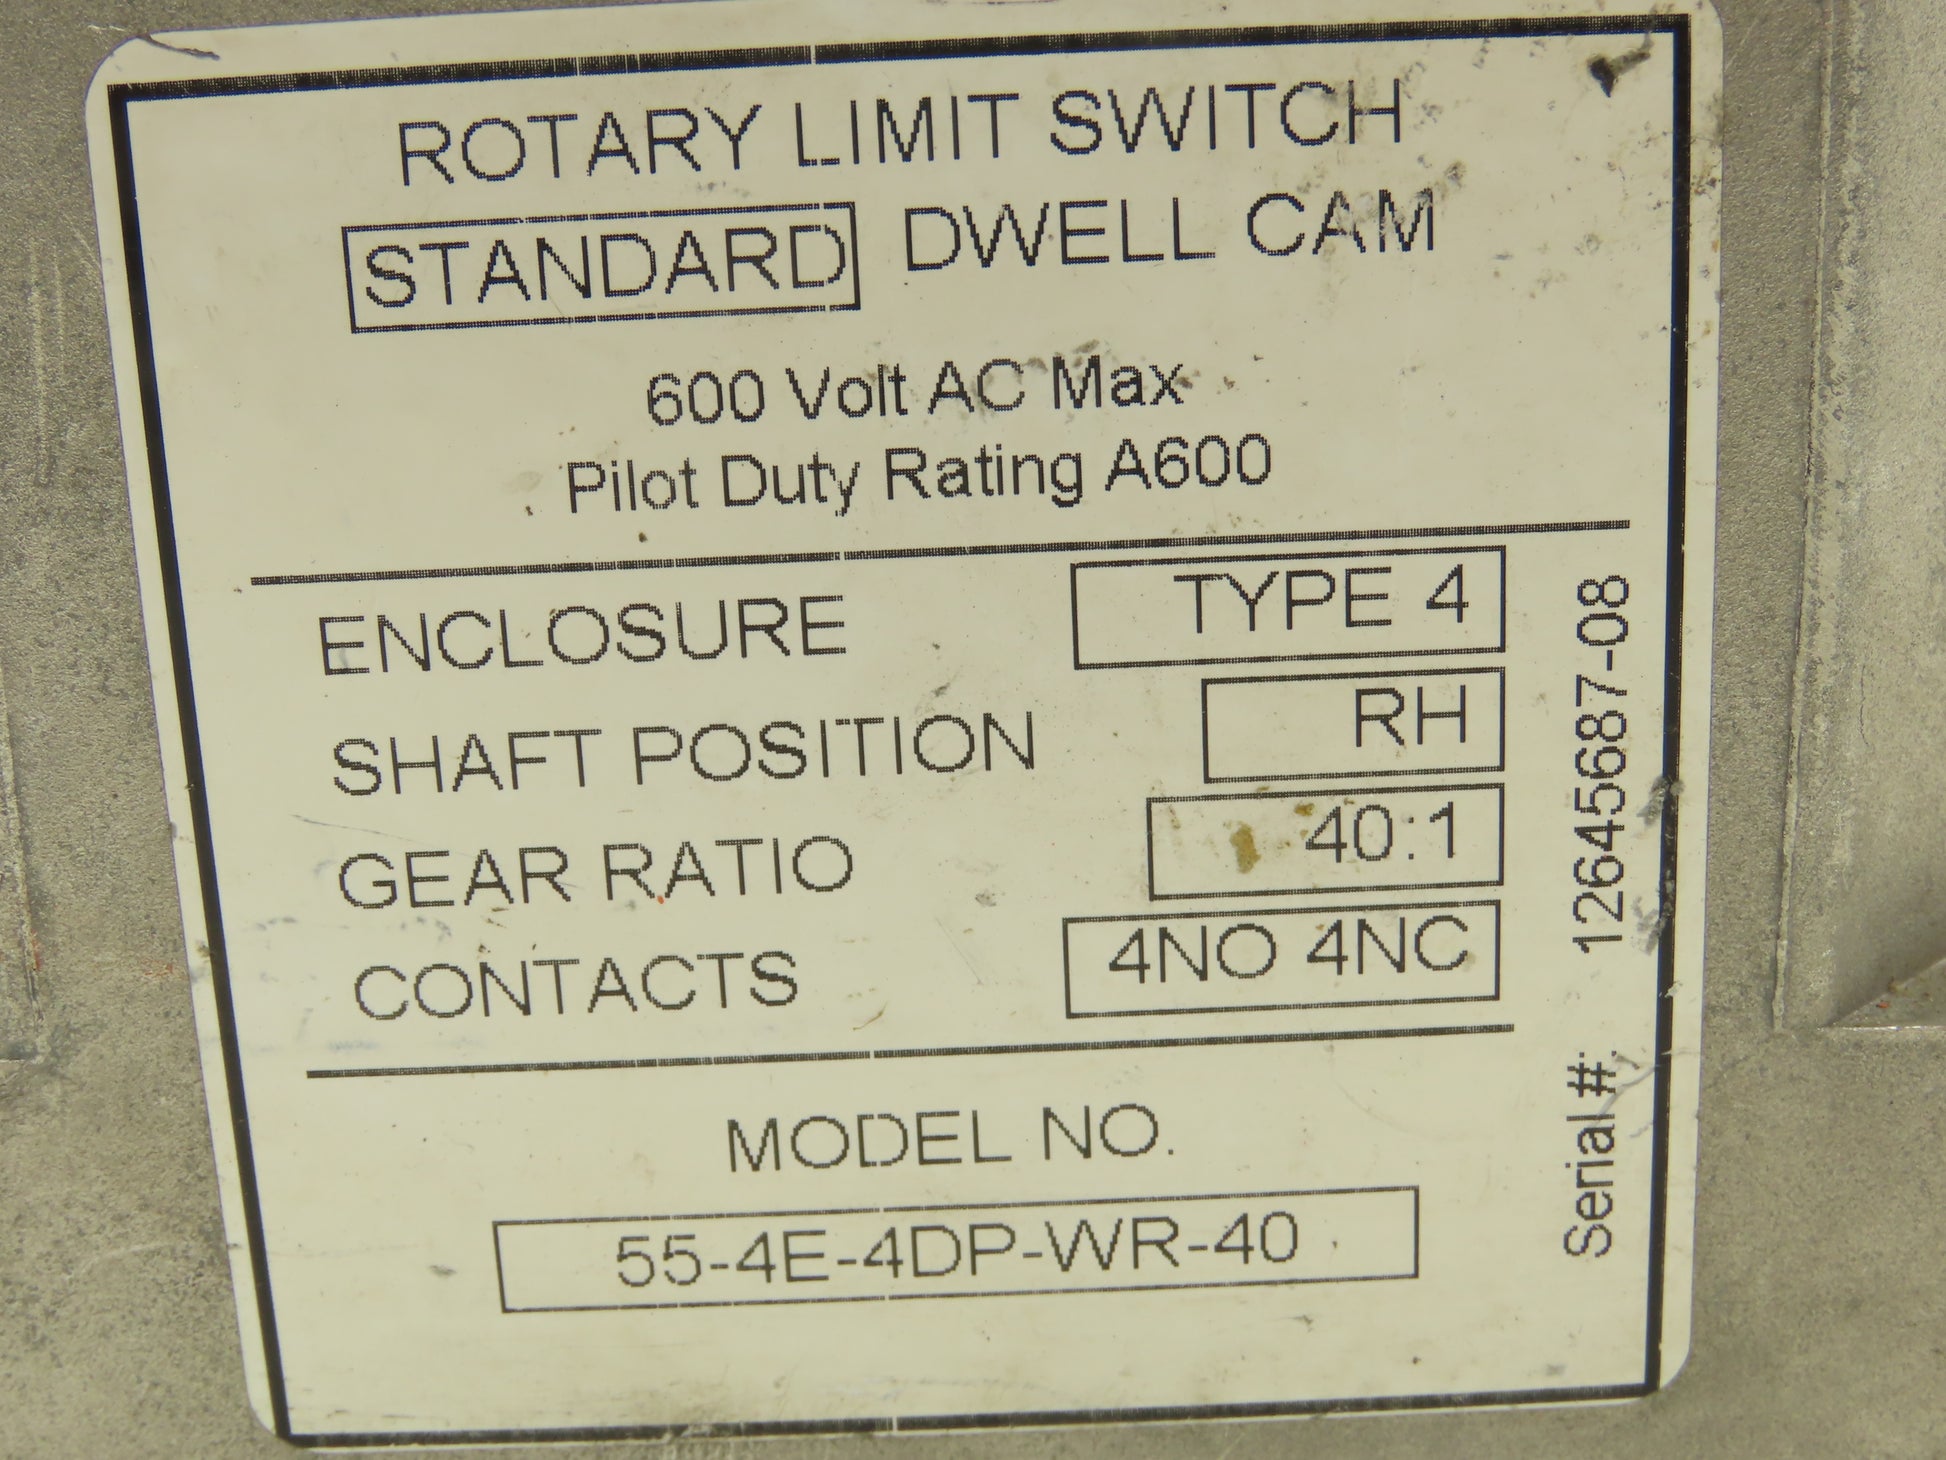 ROTARY LIMIT SWITCH
STANDARD DWELL CAM
600 Volt AC Max
Pilot Duty Rating A600
ENCLOSURE TYPE 4
SHAFT POSITION RH
GEAR RATIO 40:1
CONTACTS 4NO 4NC
MODEL NO.
55-4E-4DP-WR-40
Serial #: 12645687-08